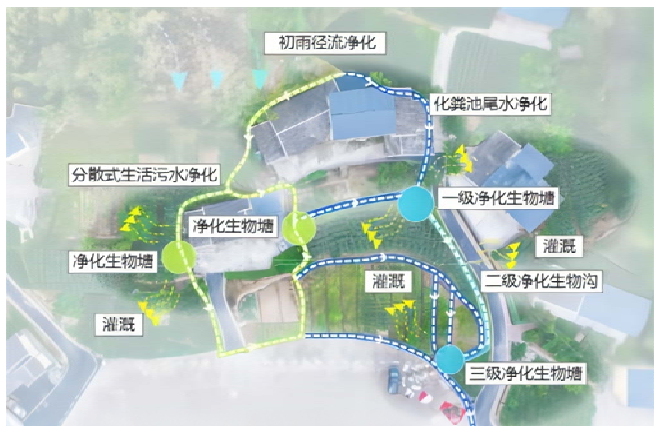 初雨径流净化
化粪池尾水净化
分散式生活污水净化
一级净化生物塘
净化生物塘
灌溉
净化生物塘
二级净化生物沟
灌溉
灌溉
三级净化生物塘